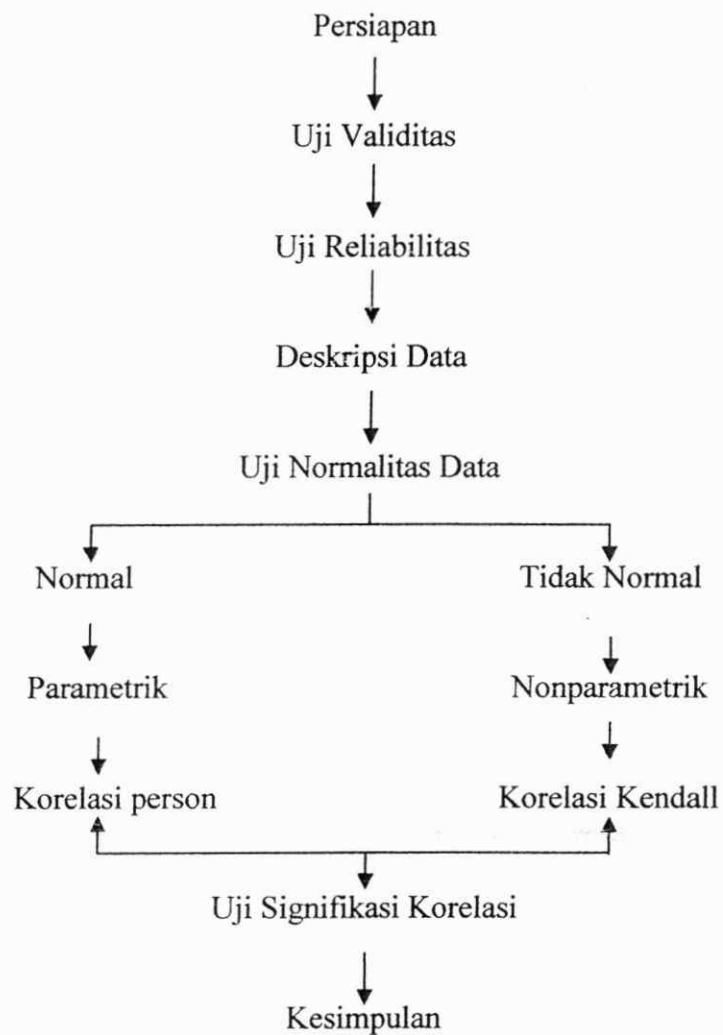 Persiapan
Uji Validitas
Uji Reliabilitas
Deskripsi Data
Uji Normalitas Data
Normal
Tidak Normal
Parametrik
Nonparametrik
Korelasi person
Korelasi Kendall
Uji Signifikasi Korelasi
Kesimpulan